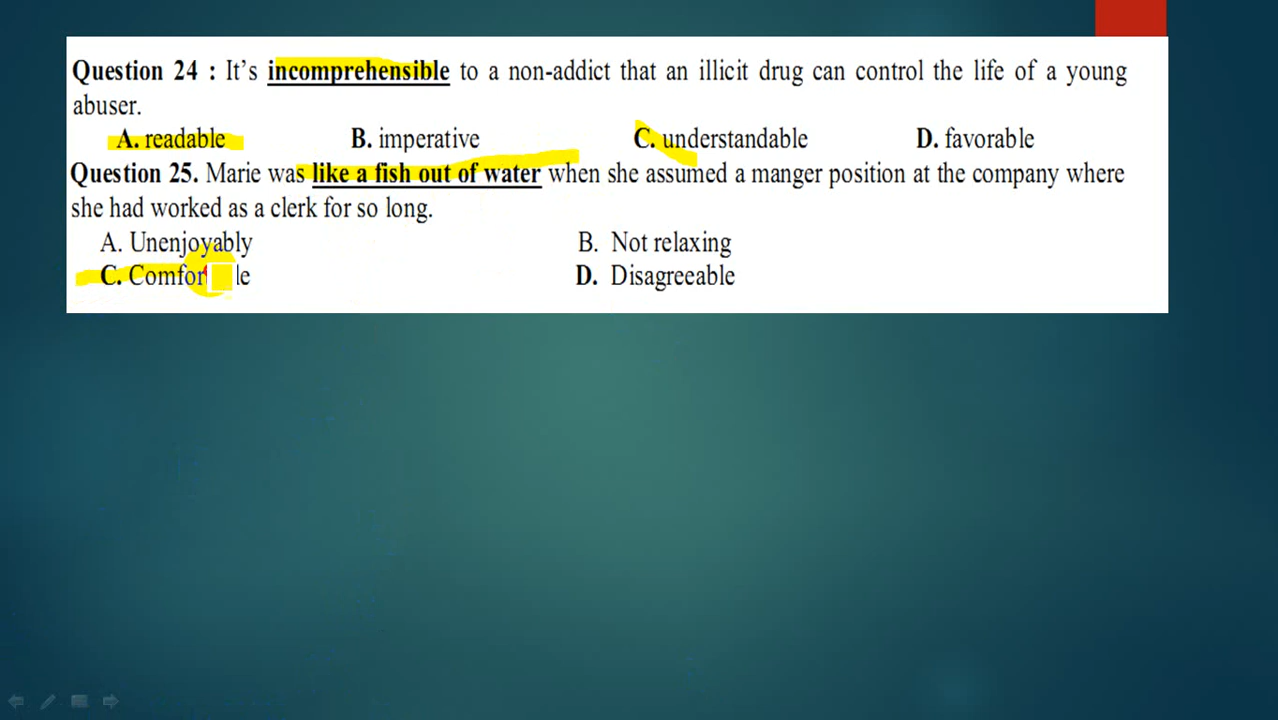 Question 24 : It’s incomprehensible to a non-addict that an illicit drug can control the life of a young
abuser.
A. readable B. imperative C. understandable D. favorable
Question 25. Marie was like a fish out of water when she assumed a manger position at the company where
she had worked as a clerk for so long.
A. Unenjoyably B. Not relaxing
C. D. Disagreeable